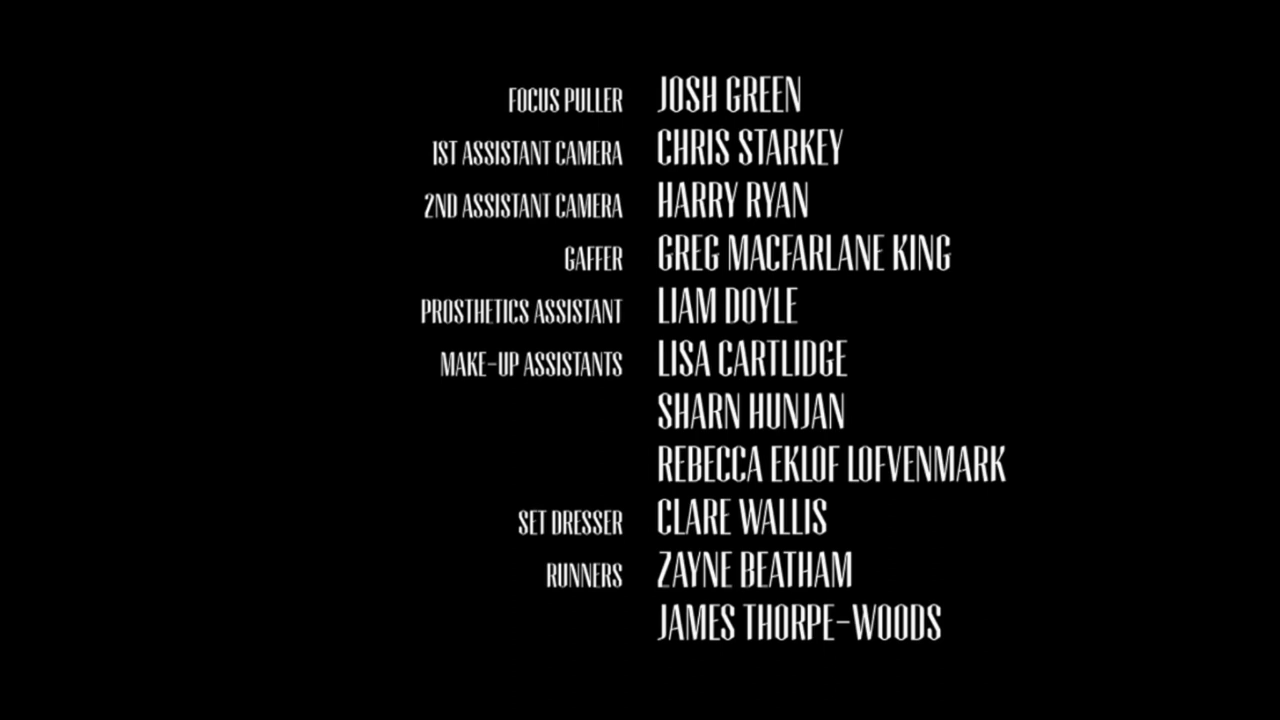 FOCUS PULLER JOSH GREEN
1ST ASSISTANT CAMERA CHRIS STARKEY
2ND ASSISTANT CAMERA HARRY RYAN
GAFFER GREG MACFARLANE KING
PROSTHETICS ASSISTANT LIAM DOYLE
MAKE-UP ASSISTANTS LISA CARTLIDGE
SHARN HUNJAN
REBECCA EKLOF LOFVENMARK
SET DRESSER CLARE WALLIS
RUNNERS ZAYNE BEATHAM
JAMES THORPE-WOODS